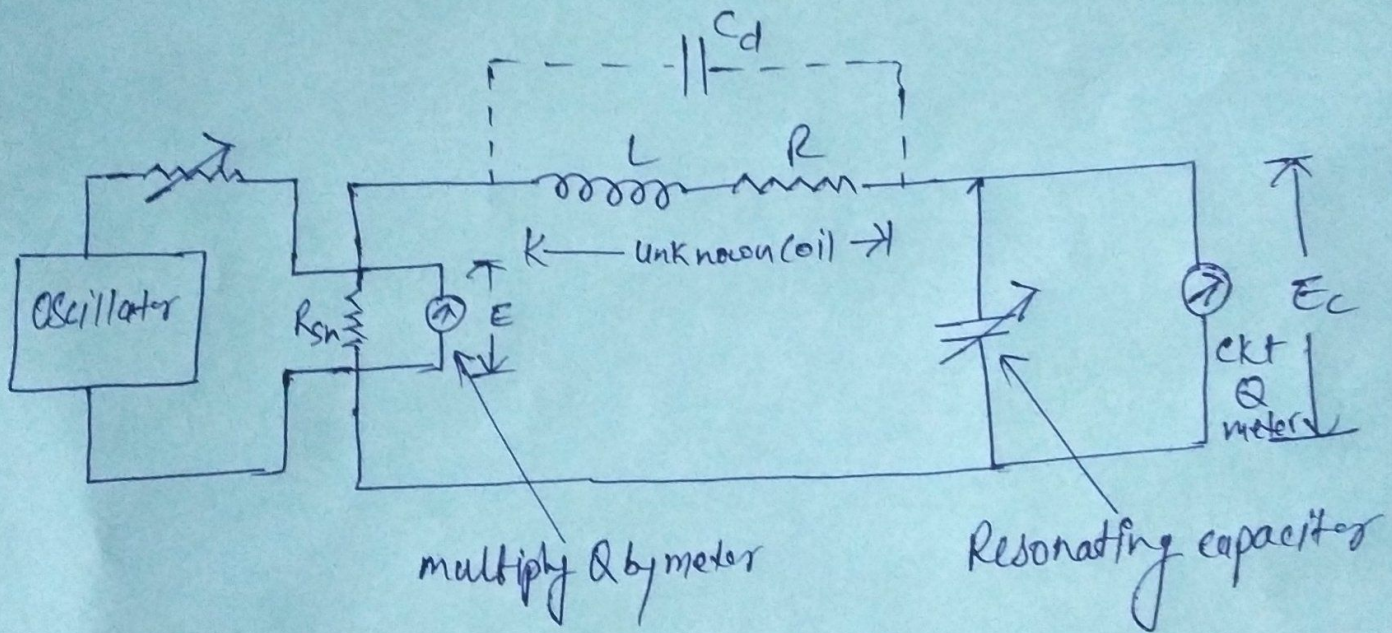 Cd
L
R
K— Unknown Coil →|
Oscillator
Rsh
E
Ec
ckt
Q
meter
multiply Q by meter
Resonating capacitor